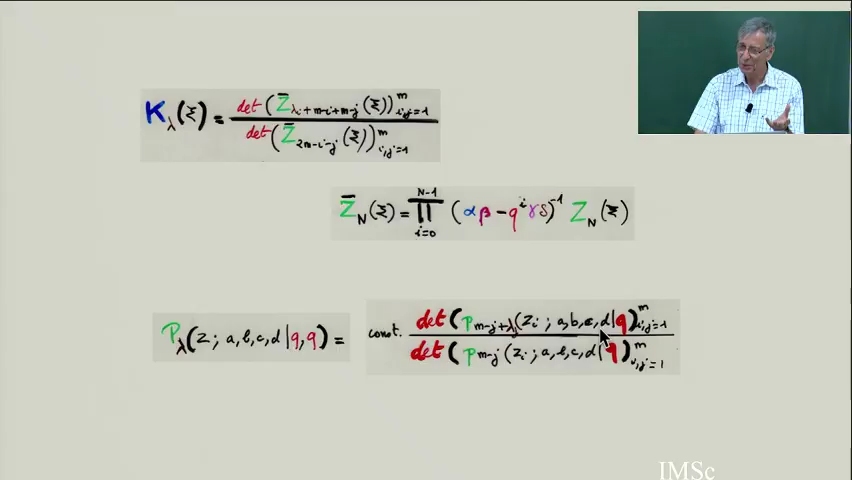 K_λ(ξ) = det(Z̄_{λ_i+m-i+m-j}(ξ))^m_{i,j=1} / det(Z̄_{2m-i-j}(ξ))^m_{i,j=1}
Z̄_N(ξ) = ∏_{i=0}^{N-1} (αβ - q^i γδ)^{-1} Z_N(ξ)
P_λ(z; a,b,c,d|q,q) = const. det(p_{m-j+λ_j}(z_i; a,b,c,d|q))^m_{i,j=1} / det(p_{m-j}(z_i; a,b,c,d|q))^m_{i,j=1}
IMSc